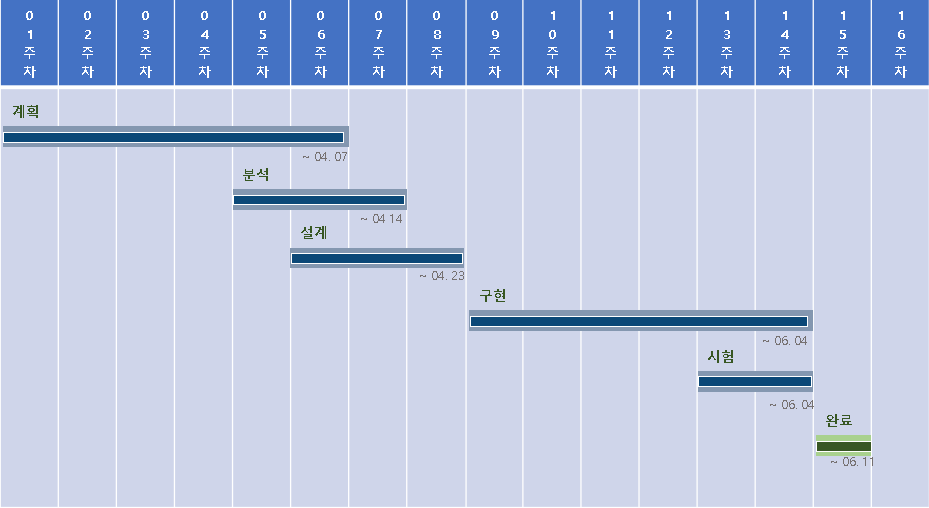 01주차
02주차
03주차
04주차
05주차
06주차
07주차
08주차
09주차
10주차
11주차
12주차
13주차
14주차
15주차
16주차
계획
~ 04. 07
분석
~ 04 14
설계
~ 04. 23
구현
~ 06. 04
시험
~ 06. 04
완료
~ 06. 11